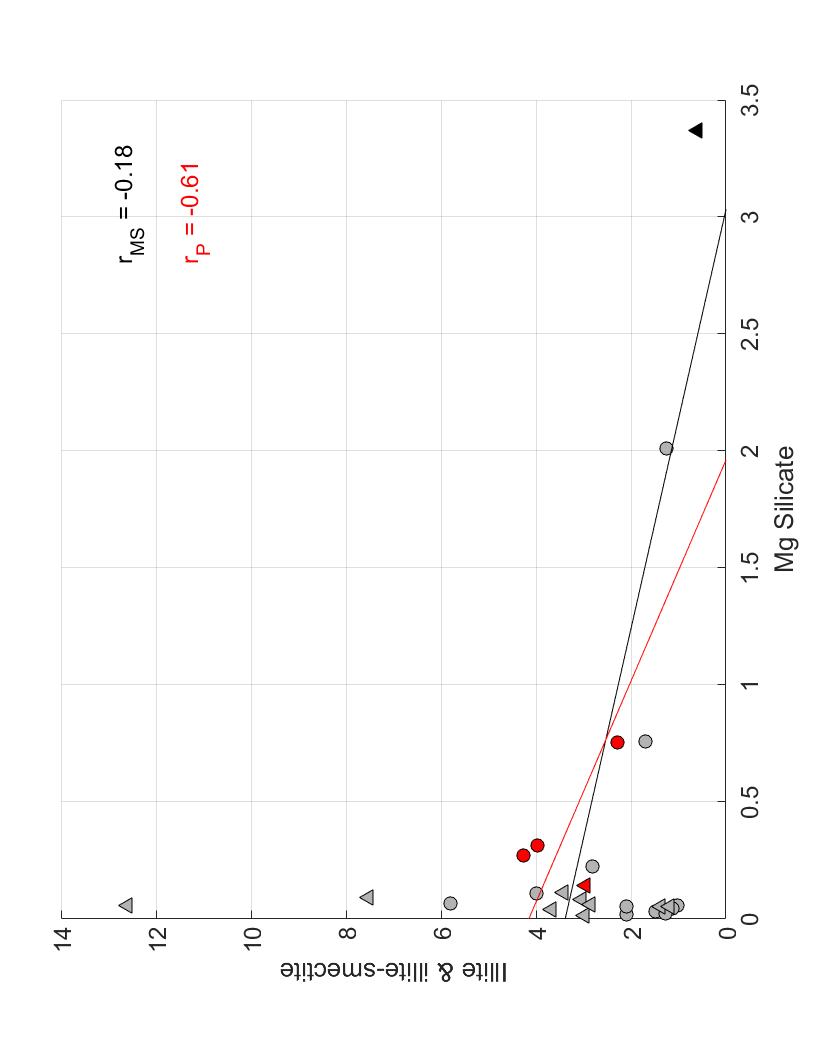 14
12
10
8
6
4
2
0
Illite & illite-smectite
r_MS = -0.18
r_P = -0.61
0 0.5 1 1.5 2 2.5 3 3.5
Mg Silicate